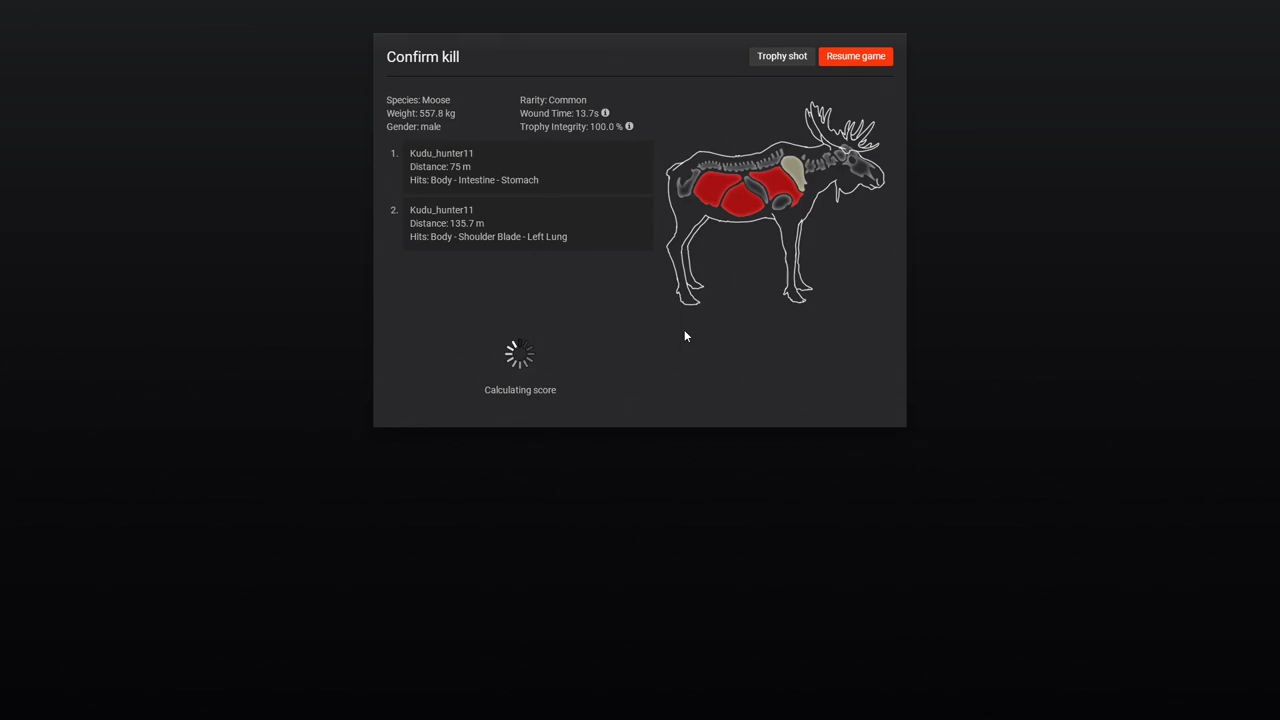 Confirm kill
Trophy shot
Resume game
Species: Moose
Weight: 557.8 kg
Gender: male
Rarity: Common
Wound Time: 13.7s
Trophy Integrity: 100.0 %
1.
Kudu_hunter11
Distance: 75 m
Hits: Body - Intestine - Stomach
2.
Kudu_hunter11
Distance: 135.7 m
Hits: Body - Shoulder Blade - Left Lung
Calculating score